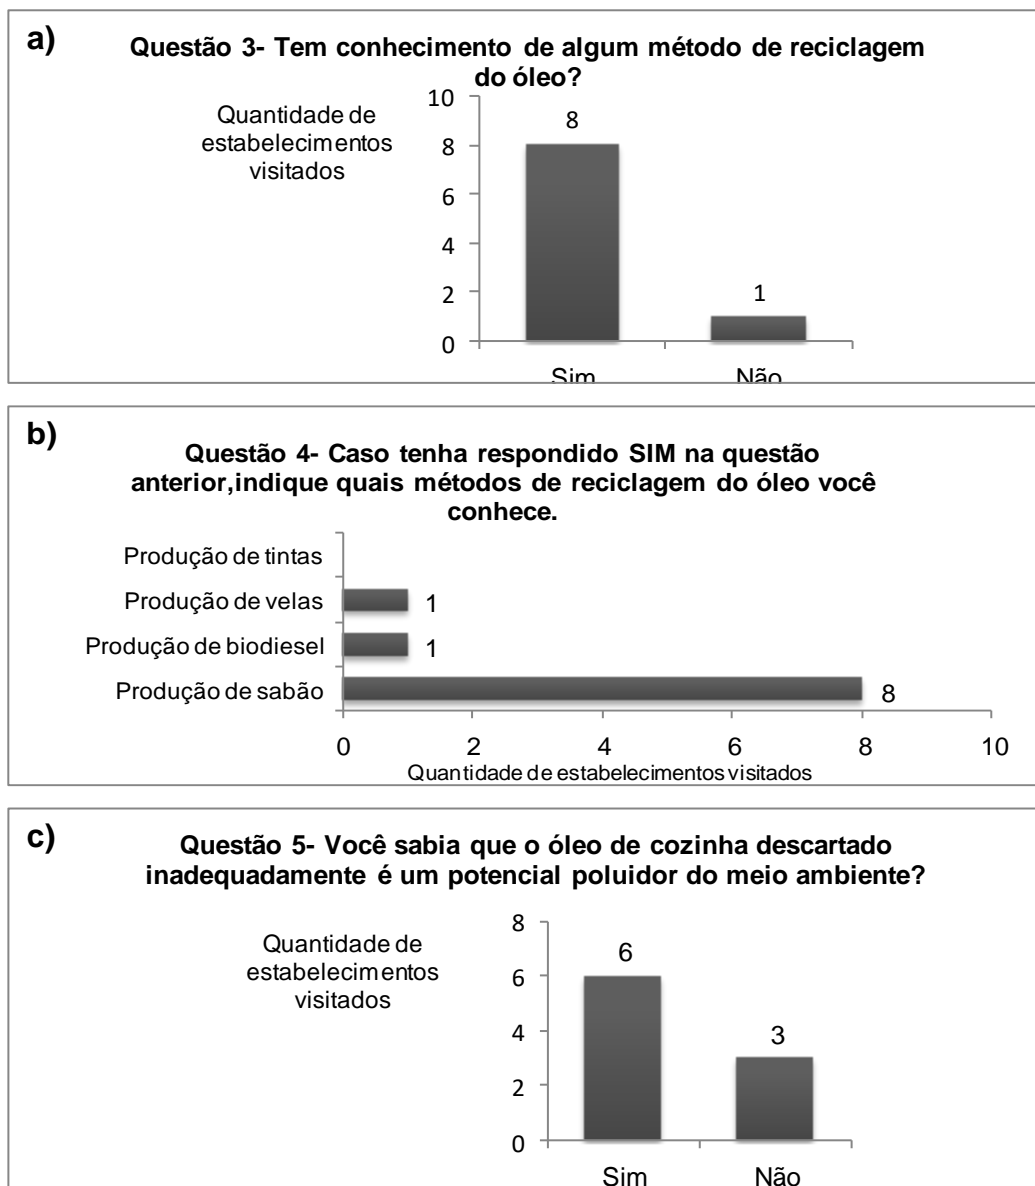 a)
Questão 3- Tem conhecimento de algum método de reciclagem
do óleo?
Quantidade de
estabelecimentos
visitados
10
8
6
4
2
0
8
1
Sim
Não
b)
Questão 4- Caso tenha respondido SIM na questão
anterior,indique quais métodos de reciclagem do óleo você
conhece.
Produção de tintas
Produção de velas
1
Produção de biodiesel
1
Produção de sabão
8
0 2 4 6 8 10
Quantidade de estabelecimentos visitados
c)
Questão 5- Você sabia que o óleo de cozinha descartado
inadequadamente é um potencial poluidor do meio ambiente?
Quantidade de
estabelecimentos
visitados
8
6
4
2
0
6
3
Sim
Não